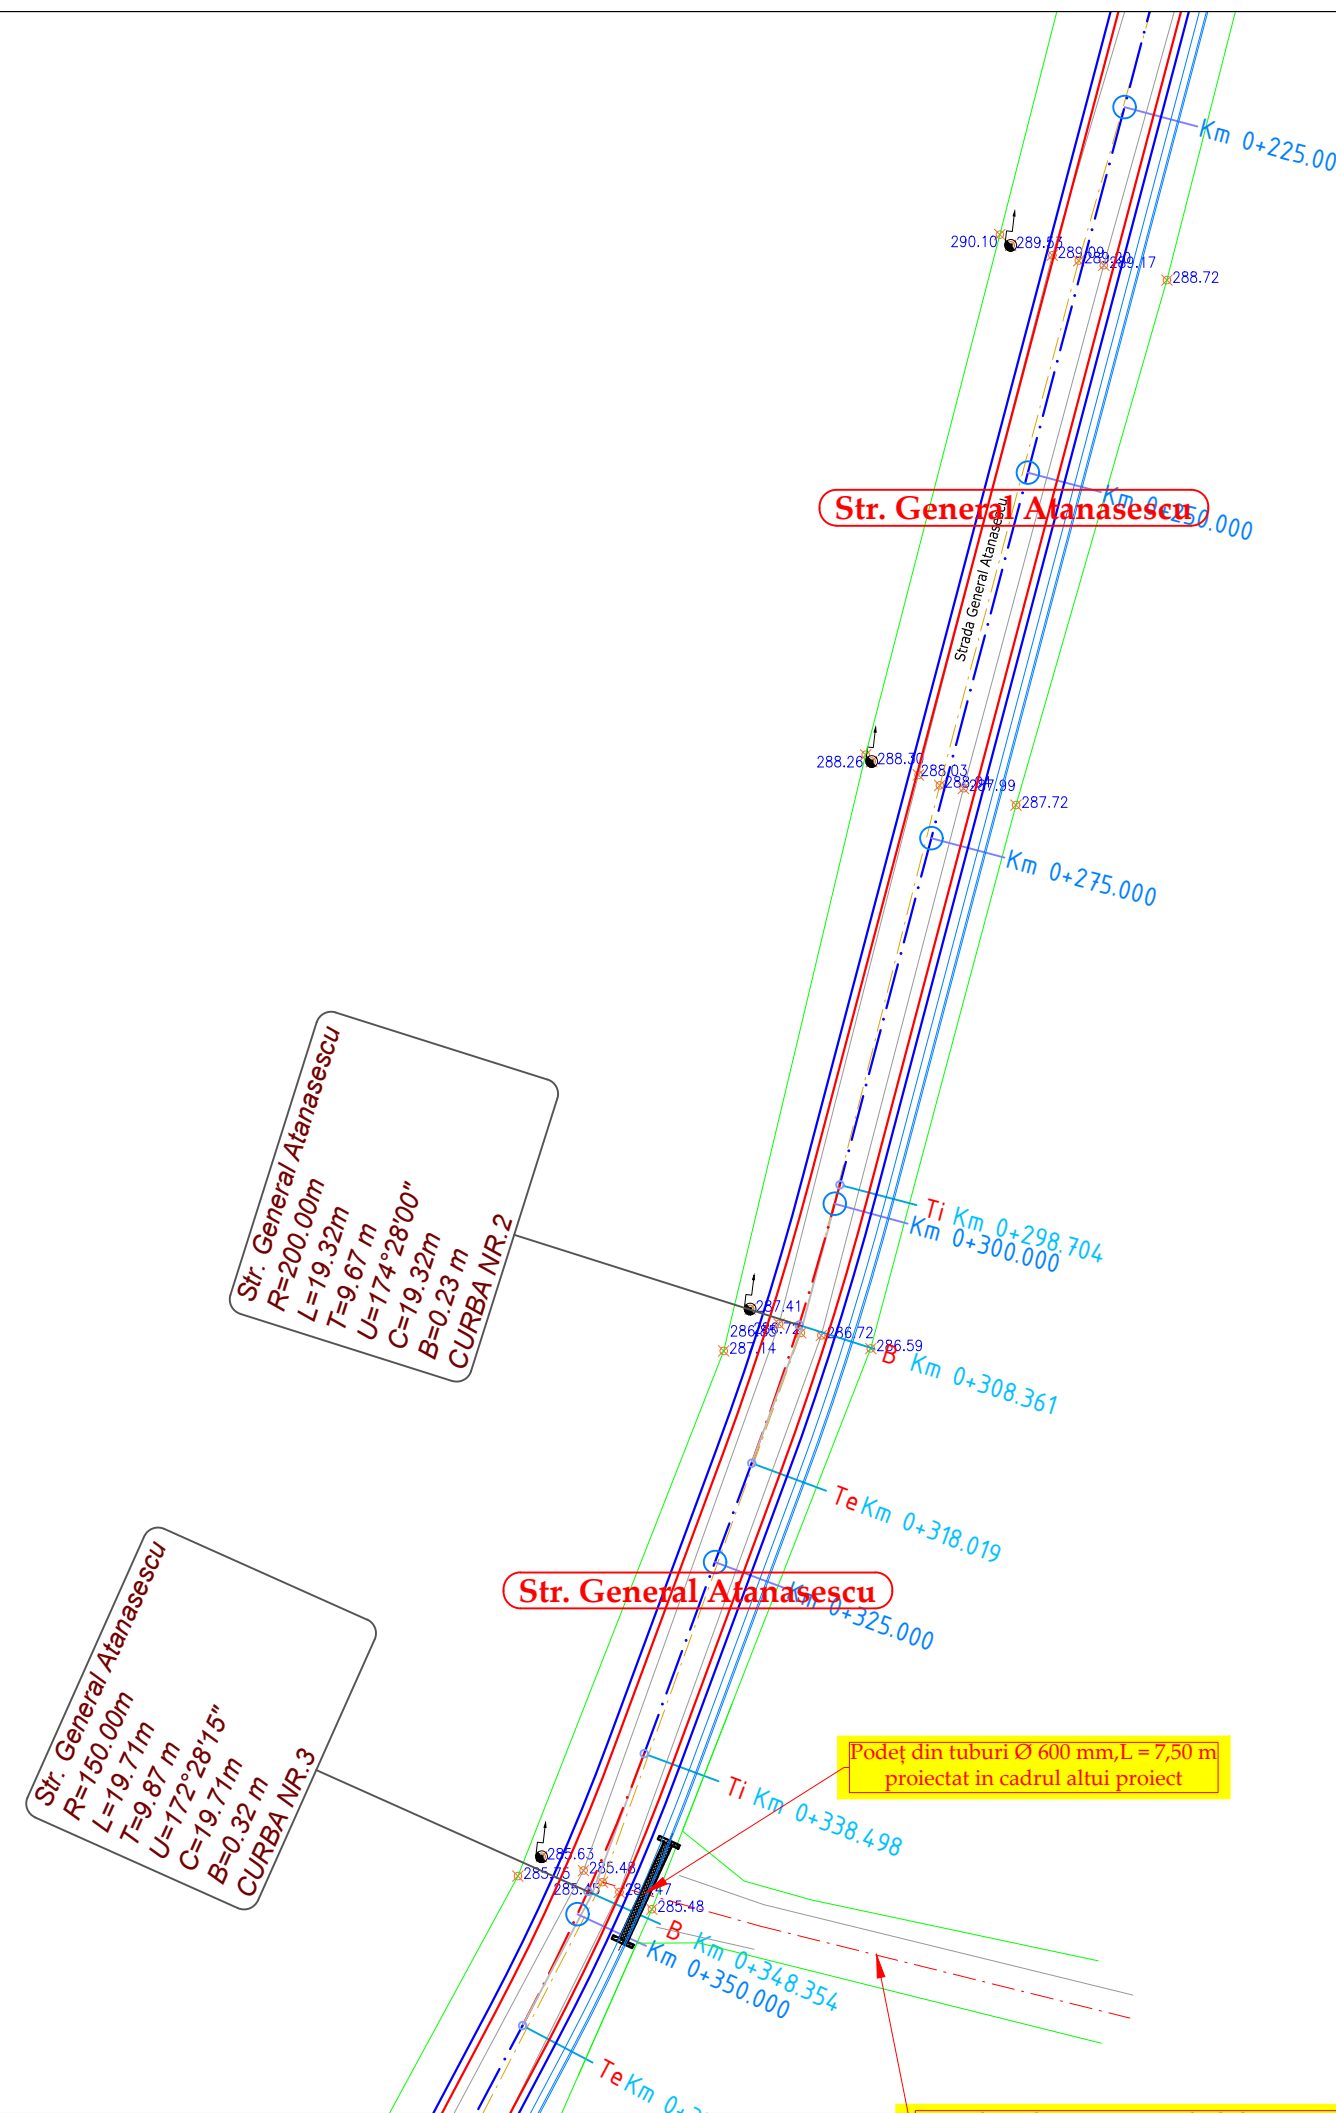 Km 0+225.00
290.10
289.53
289.09
289.17
288.72
Str. General Atanasescu
Km 0+250.000
Strada General Atanasescu
288.26
288.30
288.03
287.99
287.72
Km 0+275.000
Str. General Atanasescu
R=200.00m
L=19.32m
T=9.67 m
U=174°28'00"
C=19.32m
B=0.23 m
CURBA NR.2
Ti Km 0+298.704
Km 0+300.000
287.41
286.72
286.72
287.14
286.59
B Km 0+308.361
Te Km 0+318.019
Str. General Atanasescu
Km 0+325.000
Str. General Atanasescu
R=150.00m
L=19.71m
T=9.87 m
U=172°28'15"
C=19.71m
B=0.32 m
CURBA NR.3
Podeț din tuburi Ø 600 mm,L = 7,50 m
proiectat in cadrul altui proiect
Ti Km 0+338.498
285.63
285.75
285.48
B Km 0+348.354
Km 0+350.000
Te Km 0+3